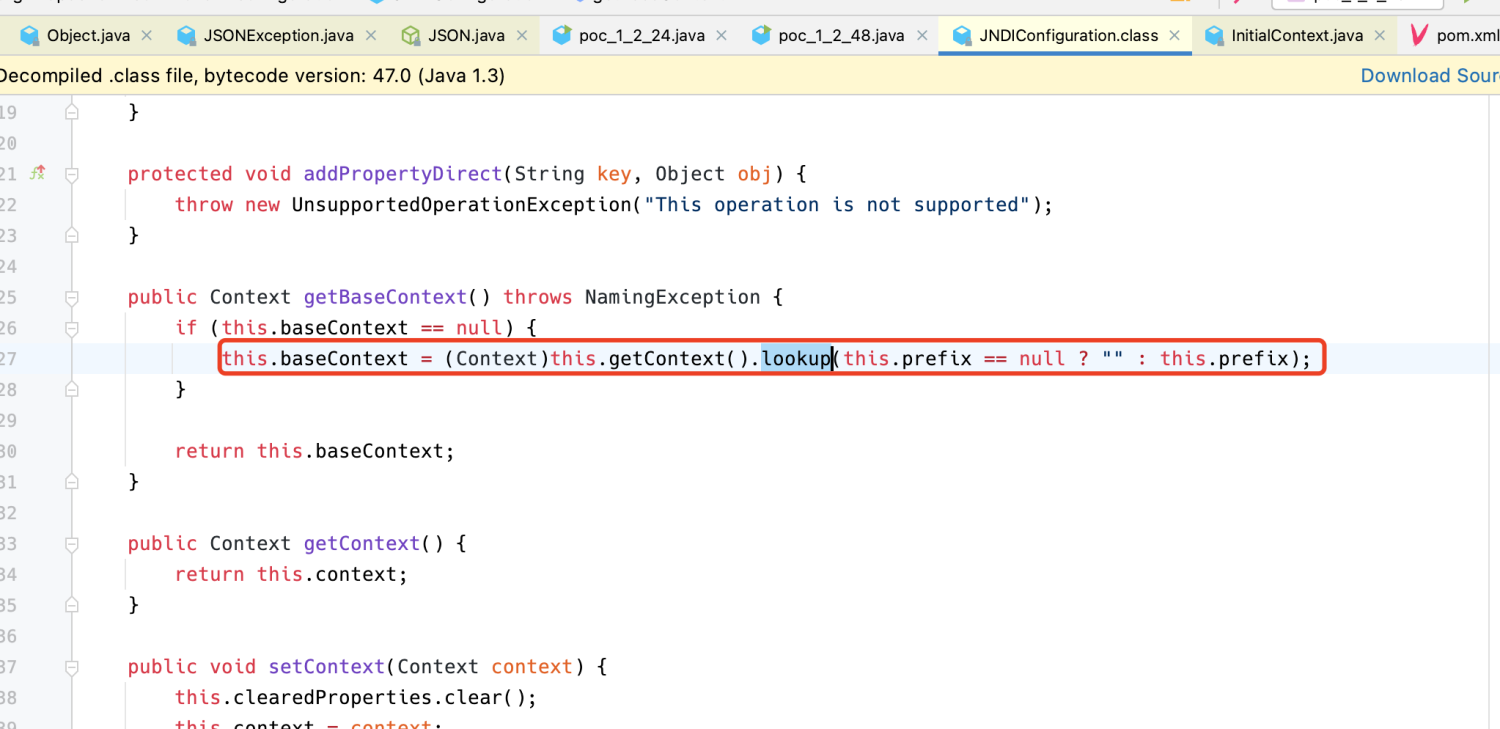 Object.java JSONException.java JSON.java poc_1_2_24.java poc_1_2_48.java JNDIConfiguration.class InitialContext.java pom.xml
Decompiled .class file, bytecode version: 47.0 (Java 1.3) Download Sour
19 }
20
21 protected void addPropertyDirect(String key, Object obj) {
22 throw new UnsupportedOperationException("This operation is not supported");
23 }
24
25 public Context getBaseContext() throws NamingException {
26 if (this.baseContext == null) {
27 this.baseContext = (Context)this.getContext().lookup(this.prefix == null ? "" : this.prefix);
28 }
29
30 return this.baseContext;
31 }
32
33 public Context getContext() {
34 return this.context;
35 }
36
37 public void setContext(Context context) {
38 this.clearedProperties.clear();
39 this.context = context;